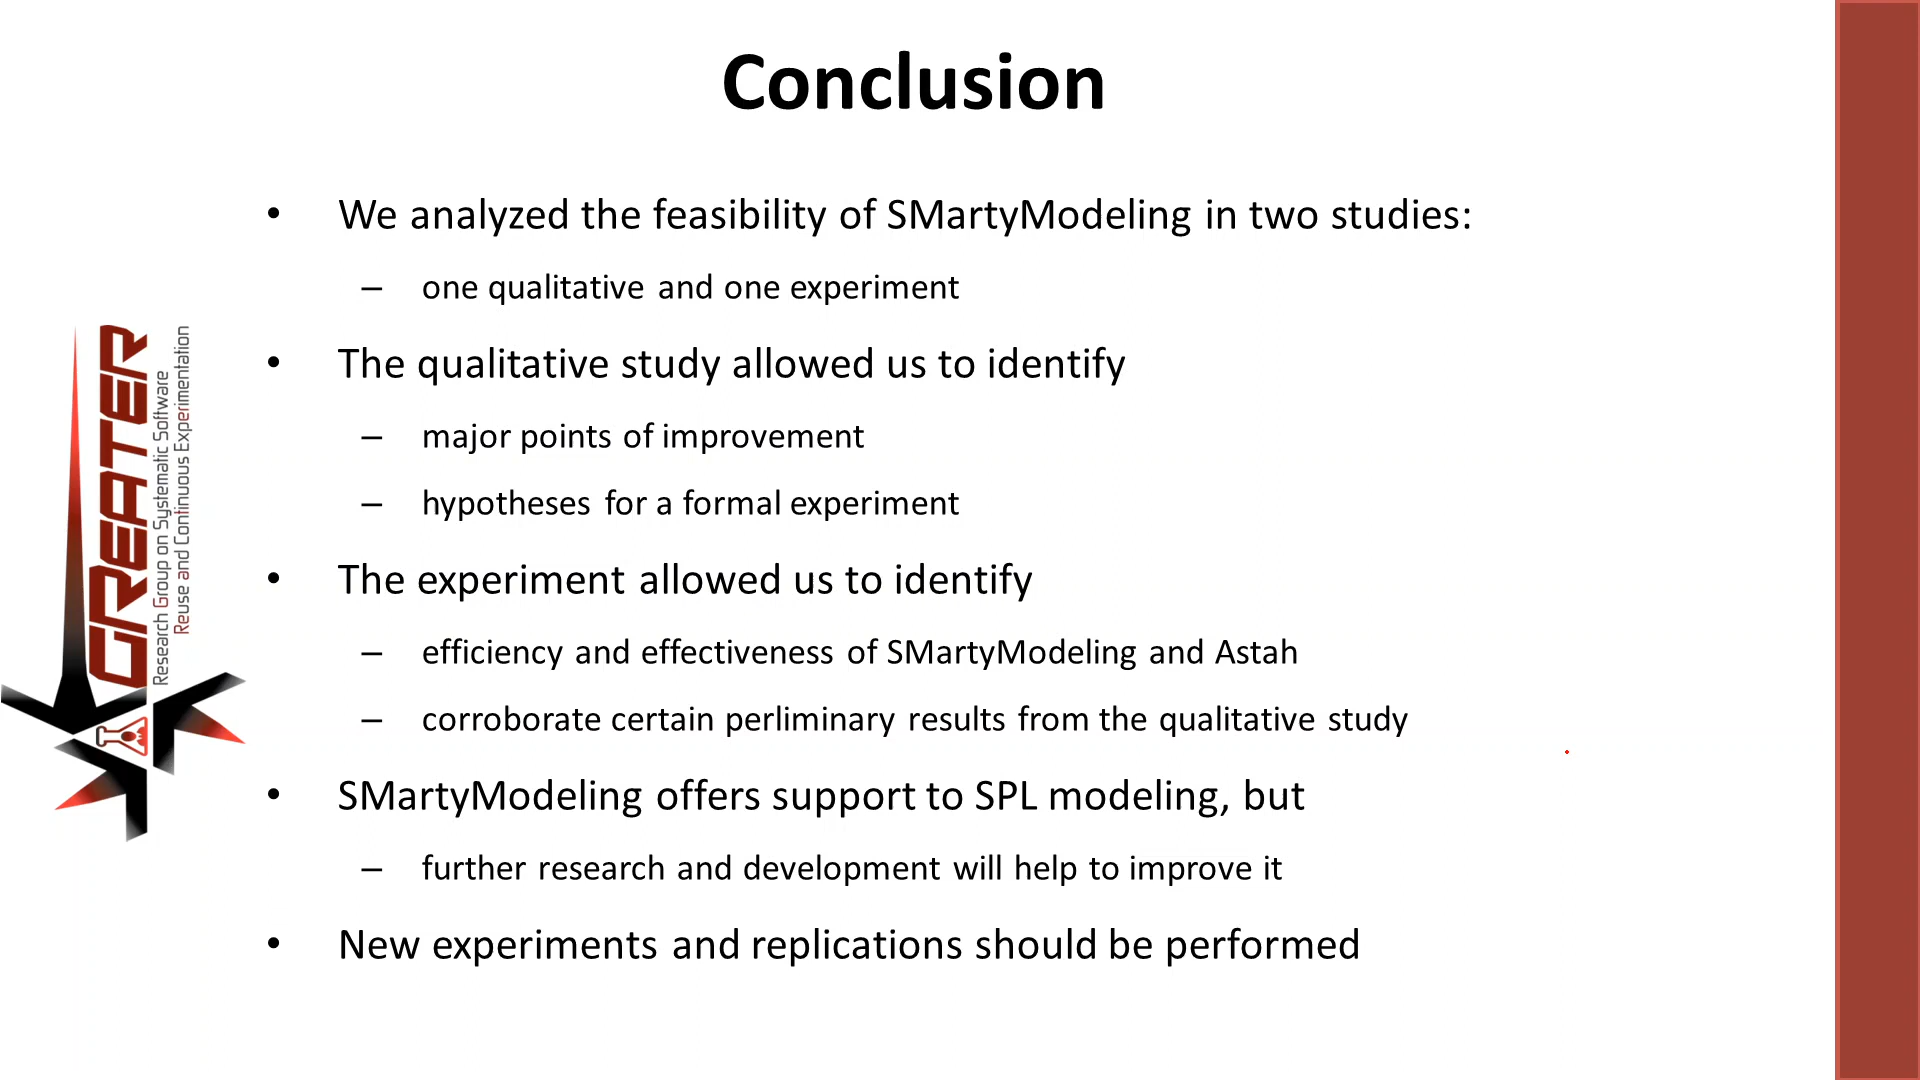 Conclusion
• We analyzed the feasibility of SMartyModeling in two studies:
– one qualitative and one experiment
• The qualitative study allowed us to identify
– major points of improvement
– hypotheses for a formal experiment
• The experiment allowed us to identify
– efficiency and effectiveness of SMartyModeling and Astah
– corroborate certain perliminary results from the qualitative study
• SMartyModeling offers support to SPL modeling, but
– further research and development will help to improve it
• New experiments and replications should be performed
GREATER
Research Group on Systematic Software
Reuse and Continuous Experimentation